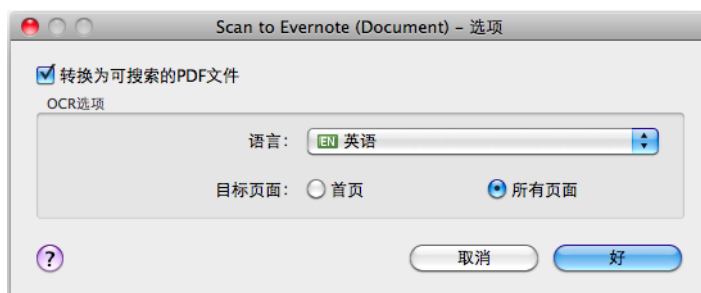 Scan to Evernote (Document) – 选项
转换为可搜索的PDF文件
OCR选项
语言: EN 英语
目标页面: 首页 所有页面
? 取消 好